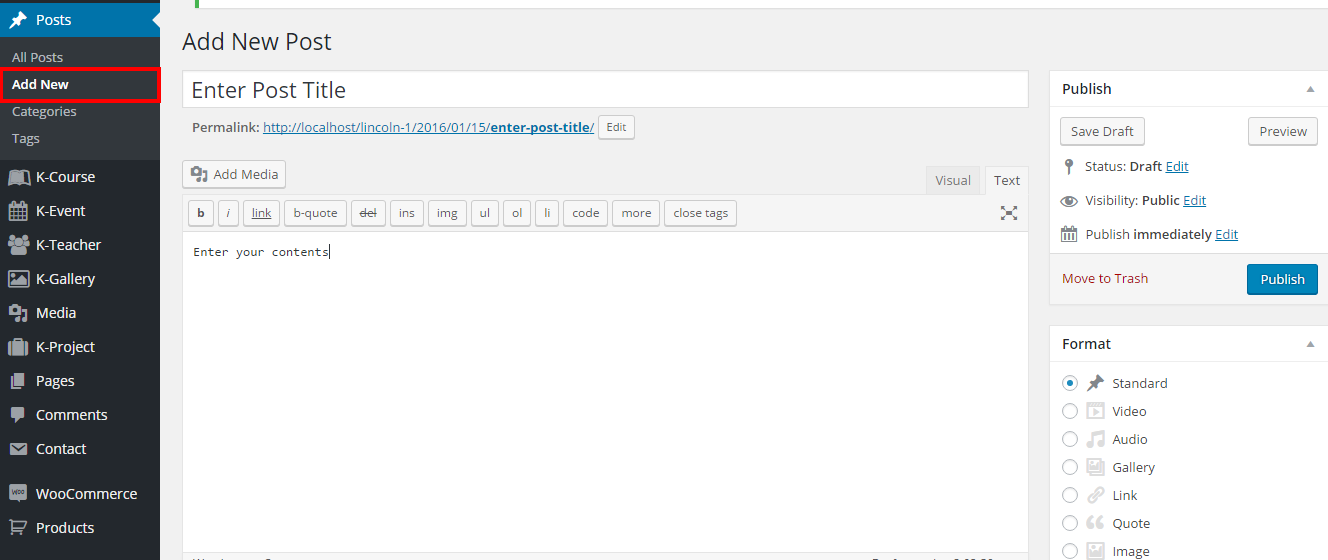 Posts
All Posts
Add New
Categories
Tags
K-Course
K-Event
K-Teacher
K-Gallery
Media
K-Project
Pages
Comments
Contact
WOO WooCommerce
Products
Add New Post
Enter Post Title
Permalink: http://localhost/lincoln-1/2016/01/15/enter-post-title/ Edit
Add Media
Visual Text
b i link b-quote del ins img ul ol li code more close tags
Enter your contents
Publish
Save Draft Preview
Status: Draft Edit
Visibility: Public Edit
Publish immediately Edit
Move to Trash Publish
Format
Standard
Video
Audio
Gallery
Link
Quote
Image